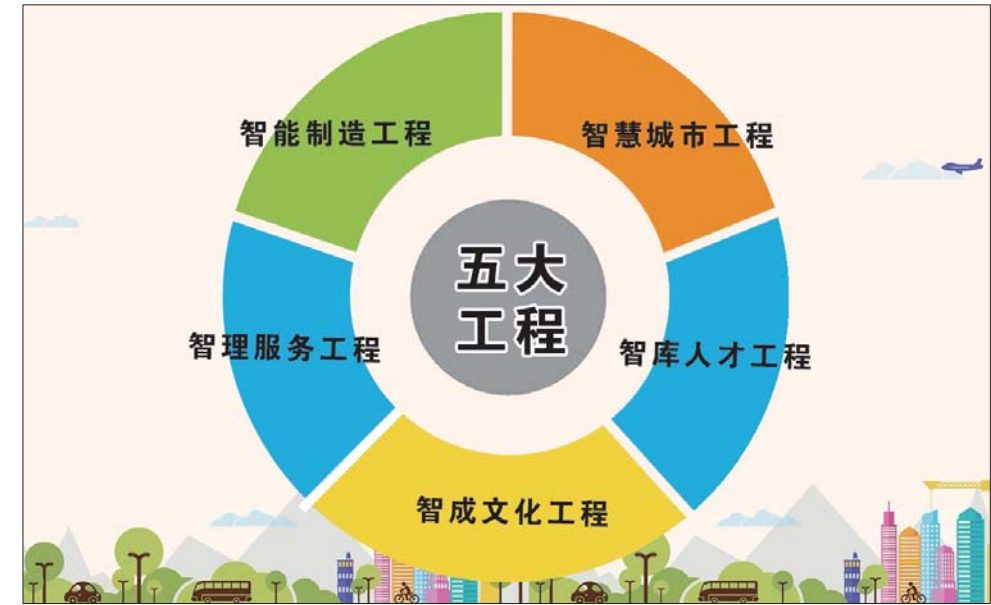 智能制造工程
智慧城市工程
五大
工程
智理服务工程
智库人才工程
智成文化工程